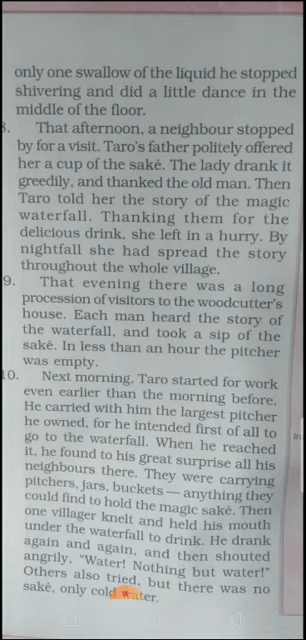 only one swallow of the liquid he stopped
shivering and did a little dance in the
middle of the floor.
8. That afternoon, a neighbour stopped
by for a visit. Taro's father politely offered
her a cup of the saké. The lady drank it
greedily, and thanked the old man. Then
Taro told her the story of the magic
waterfall. Thanking them for the
delicious drink, she left in a hurry. By
nightfall she had spread the story
throughout the whole village.
9. That evening there was a long
procession of visitors to the woodcutter's
house. Each man heard the story of
the waterfall, and took a sip of the
saké. In less than an hour the pitcher
was empty.
10. Next morning, Taro started for work
even earlier than the morning before.
He carried with him the largest pitcher
he owned, for he intended first of all to
go to the waterfall. When he reached
it, he found to his great surprise all his
neighbours there. They were carrying
pitchers, jars, buckets — anything they
could find to hold the magic saké. Then
one villager knelt and held his mouth
under the waterfall to drink. He drank
again and again, and then shouted
angrily, “Water! Nothing but water!”
Others also tried, but there was no
saké, only cold water.